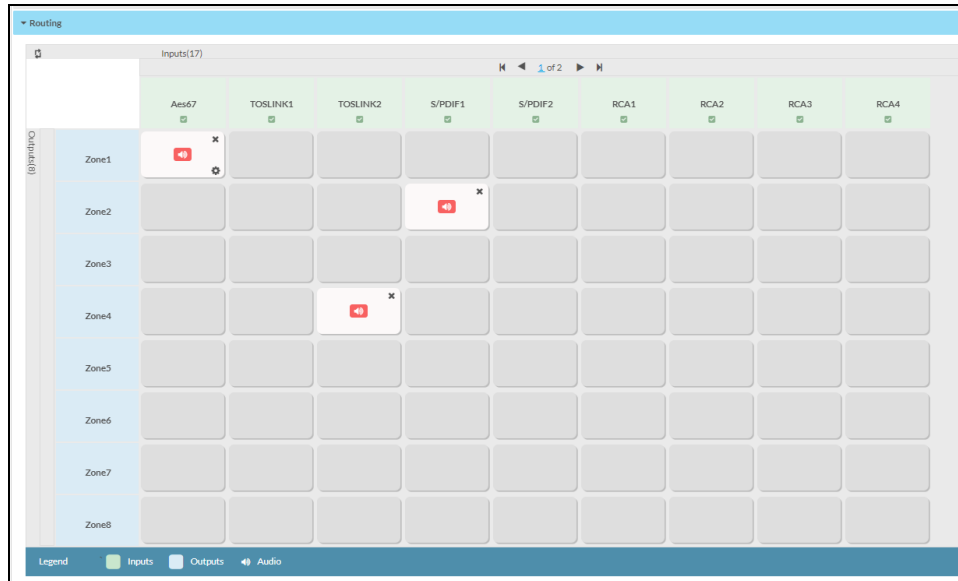 Routing
Inputs(17)
1 of 2
Aes67 TOSLINK1 TOSLINK2 S/PDIF1 S/PDIF2 RCA1 RCA2 RCA3 RCA4
Outputs(8)
Zone1
Zone2
Zone3
Zone4
Zone5
Zone6
Zone7
Zone8
Legend Inputs Outputs Audio